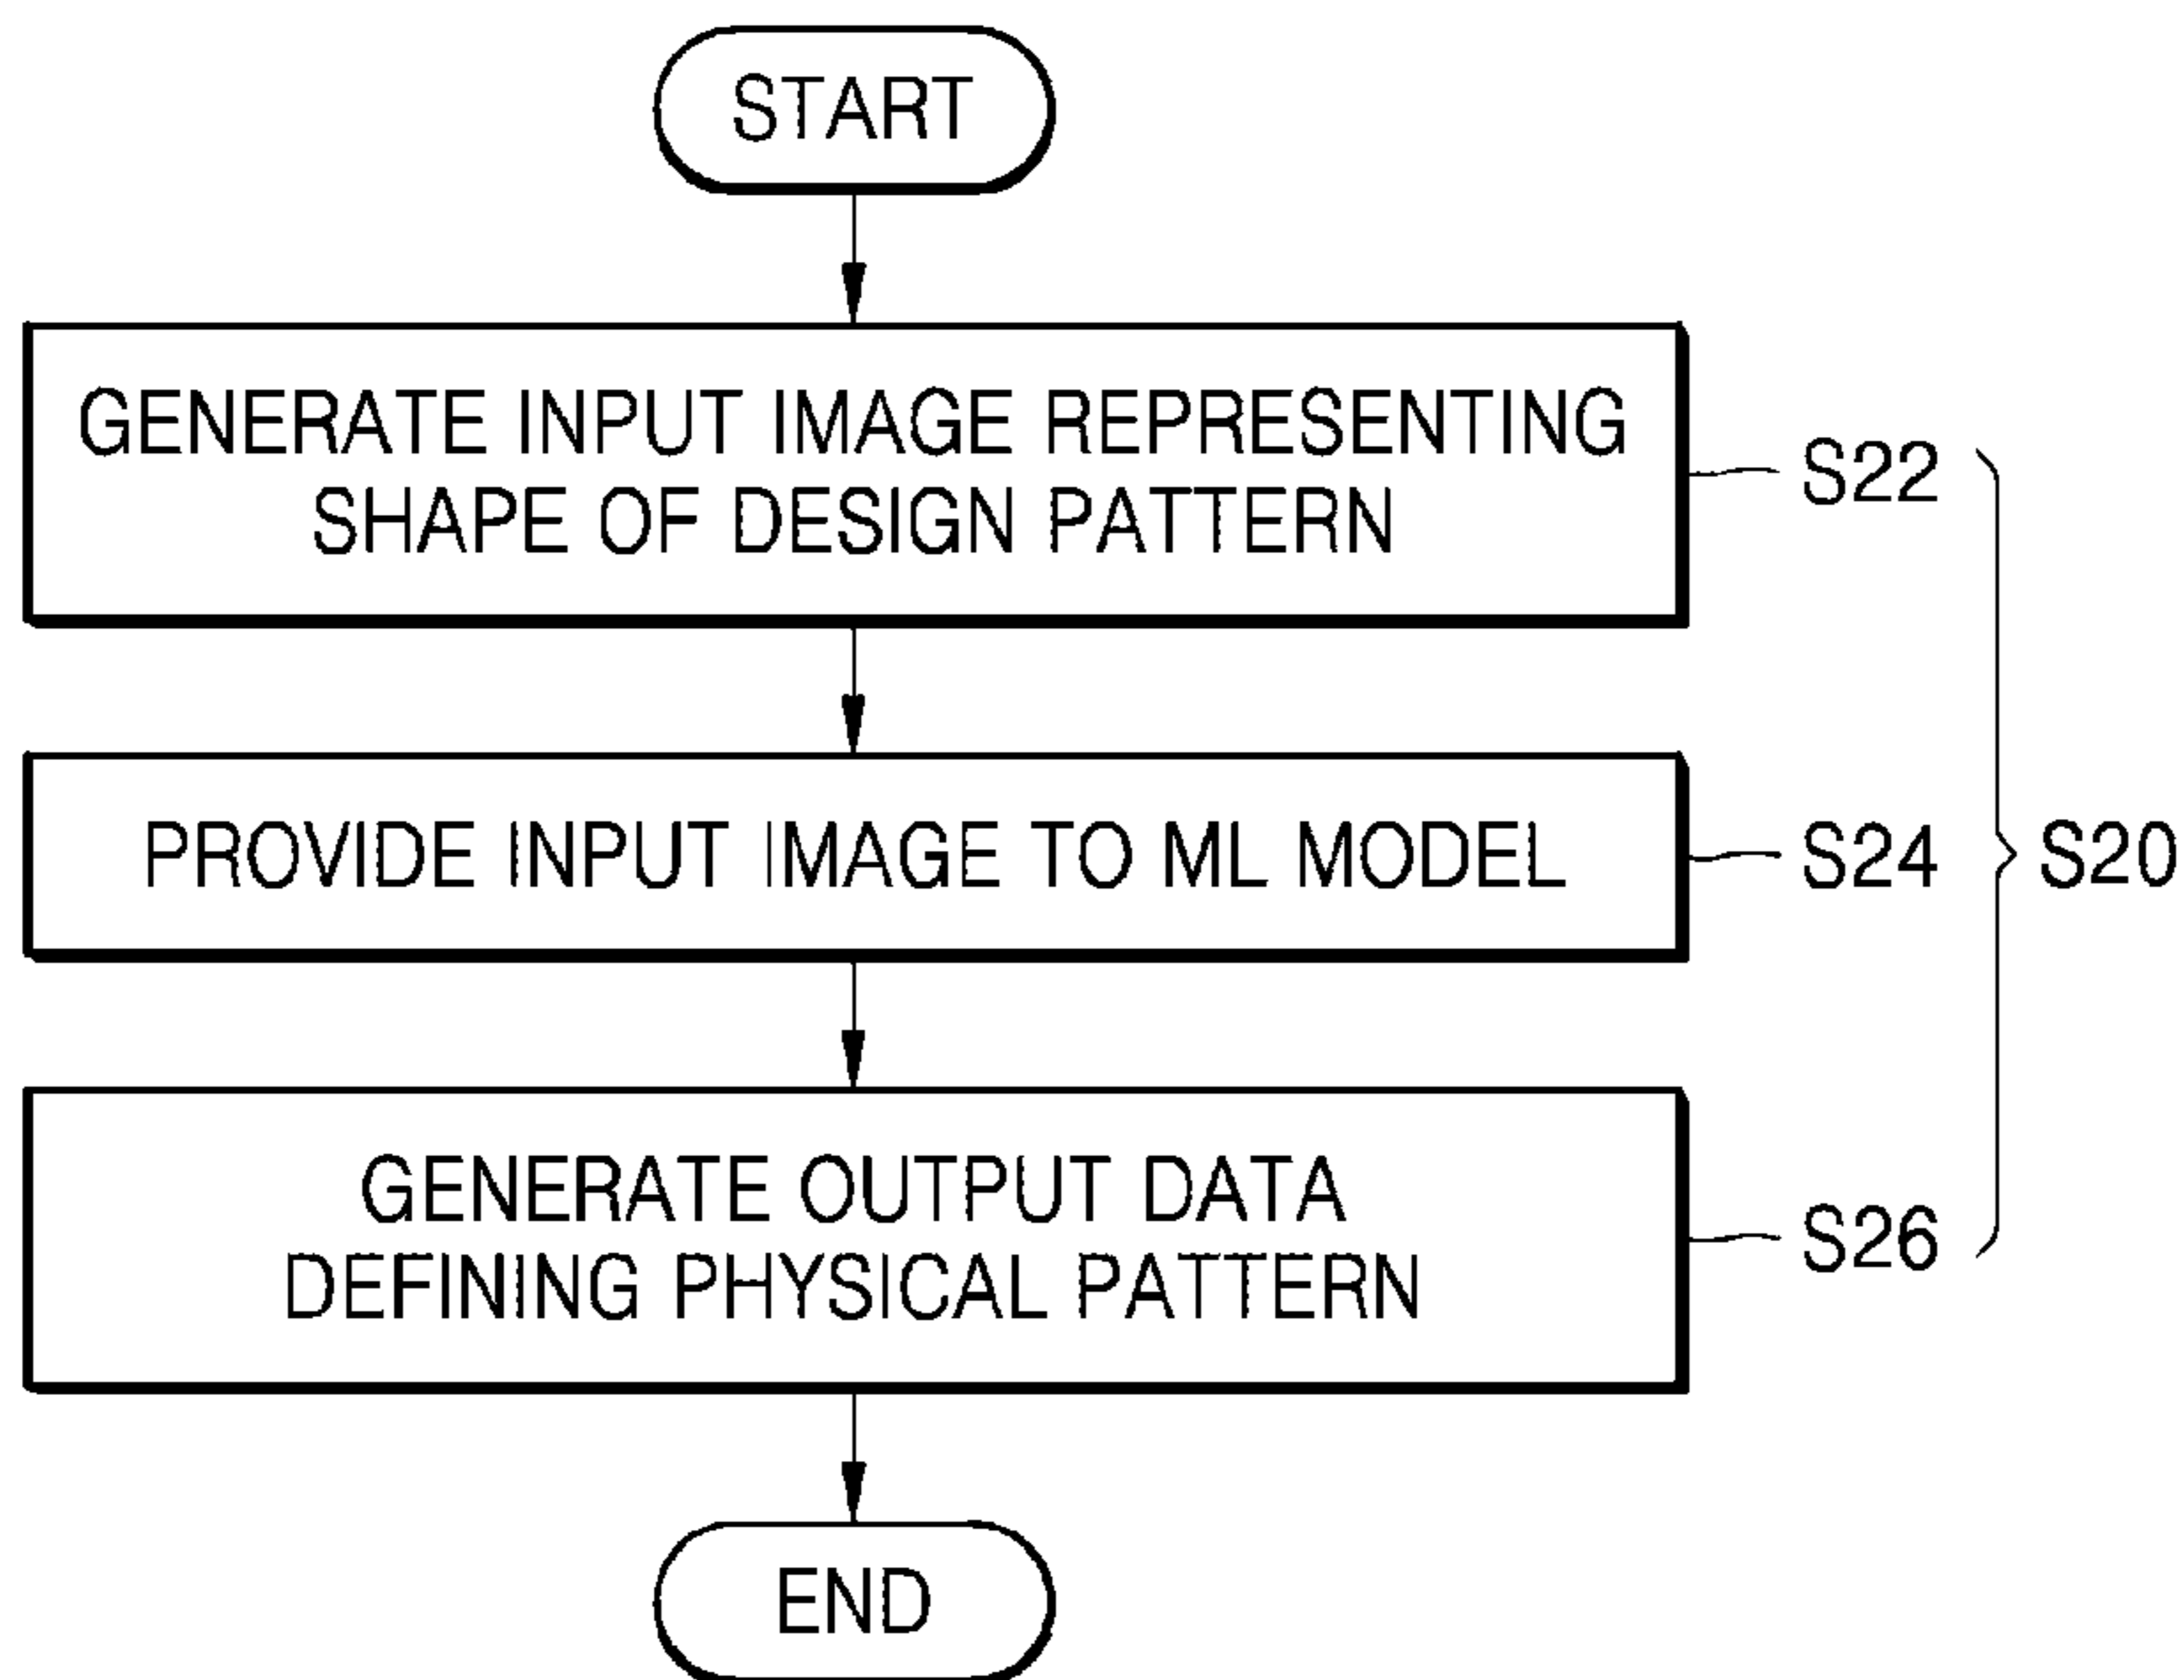 START
GENERATE INPUT IMAGE REPRESENTING
SHAPE OF DESIGN PATTERN
S22
PROVIDE INPUT IMAGE TO ML MODEL
S24
S20
GENERATE OUTPUT DATA
DEFINING PHYSICAL PATTERN
S26
END